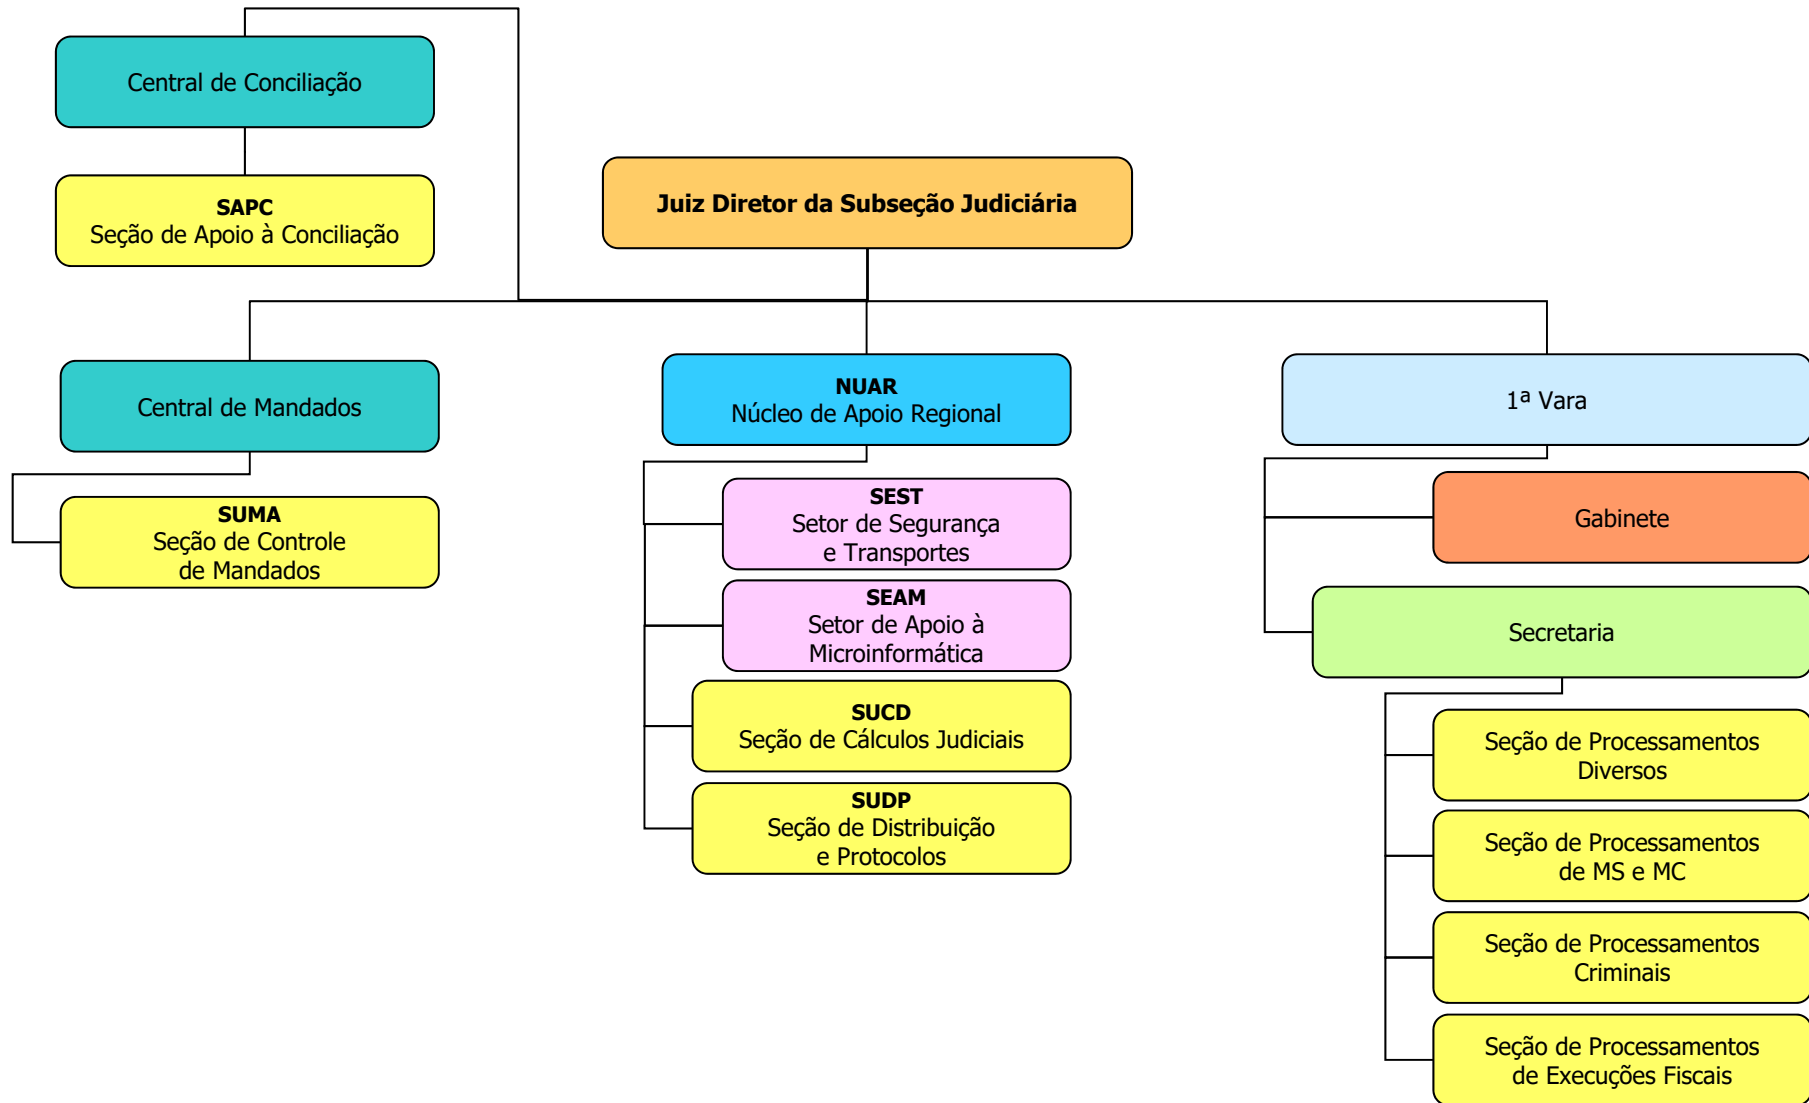 Central de Conciliação
SAPC
Seção de Apoio à Conciliação
Juiz Diretor da Subseção Judiciária
Central de Mandados
SUMA
Seção de Controle
de Mandados
NUAR
Núcleo de Apoio Regional
SEST
Setor de Segurança
e Transportes
SEAM
Setor de Apoio à
Microinformática
SUCD
Seção de Cálculos Judiciais
SUDP
Seção de Distribuição
e Protocolos
1ª Vara
Gabinete
Secretaria
Seção de Processamentos
Diversos
Seção de Processamentos
de MS e MC
Seção de Processamentos
Criminais
Seção de Processamentos
de Execuções Fiscais